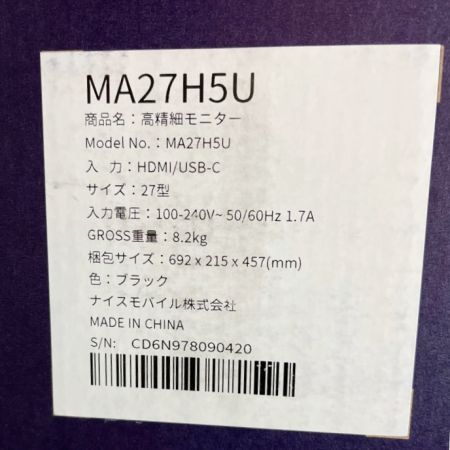 MA27H5U
商品名：高精細モニター
Model No.：MA27H5U
入 力：HDMI/USB-C
サイズ：27型
入力電圧：100-240V~ 50/60Hz 1.7A
GROSS重量：8.2kg
梱包サイズ：692 x 215 x 457(mm)
色：ブラック
ナイスモバイル株式会社
MADE IN CHINA
S/N: CD6N978090420